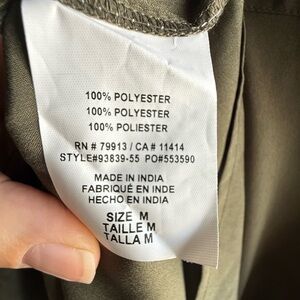 100% POLYESTER
100% POLYESTER
100% POLIESTER
RN # 79913 / CA # 11414
STYLE#93839-55 PO#553590
MADE IN INDIA
FABRIQUÉ EN INDE
HECHO EN INDIA
SIZE M
TAILLE M
TALLA M